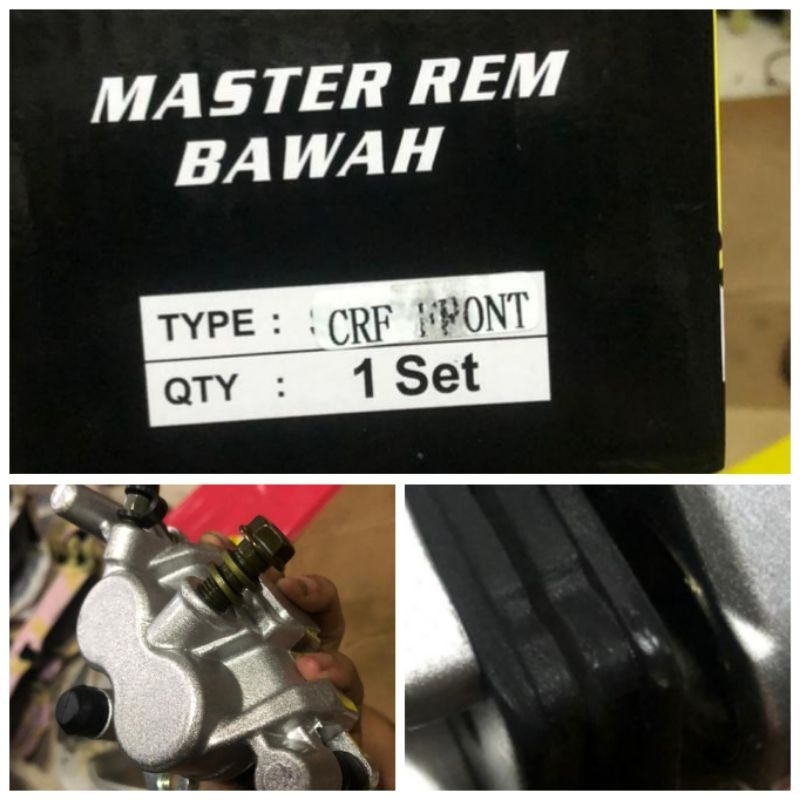 MASTER REM
BAWAH
TYPE : CRF FRONT
QTY : 1 Set